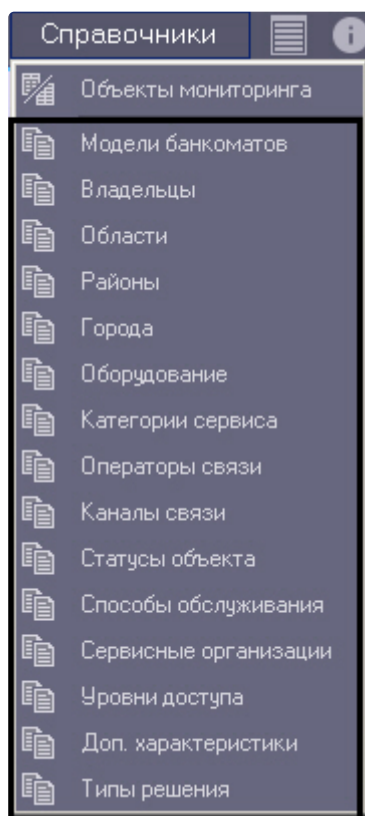 Справочники
Объекты мониторинга
Модели банкоматов
Владельцы
Области
Районы
Города
Оборудование
Категории сервиса
Операторы связи
Каналы связи
Статусы объекта
Способы обслуживания
Сервисные организации
Уровни доступа
Доп. характеристики
Типы решения